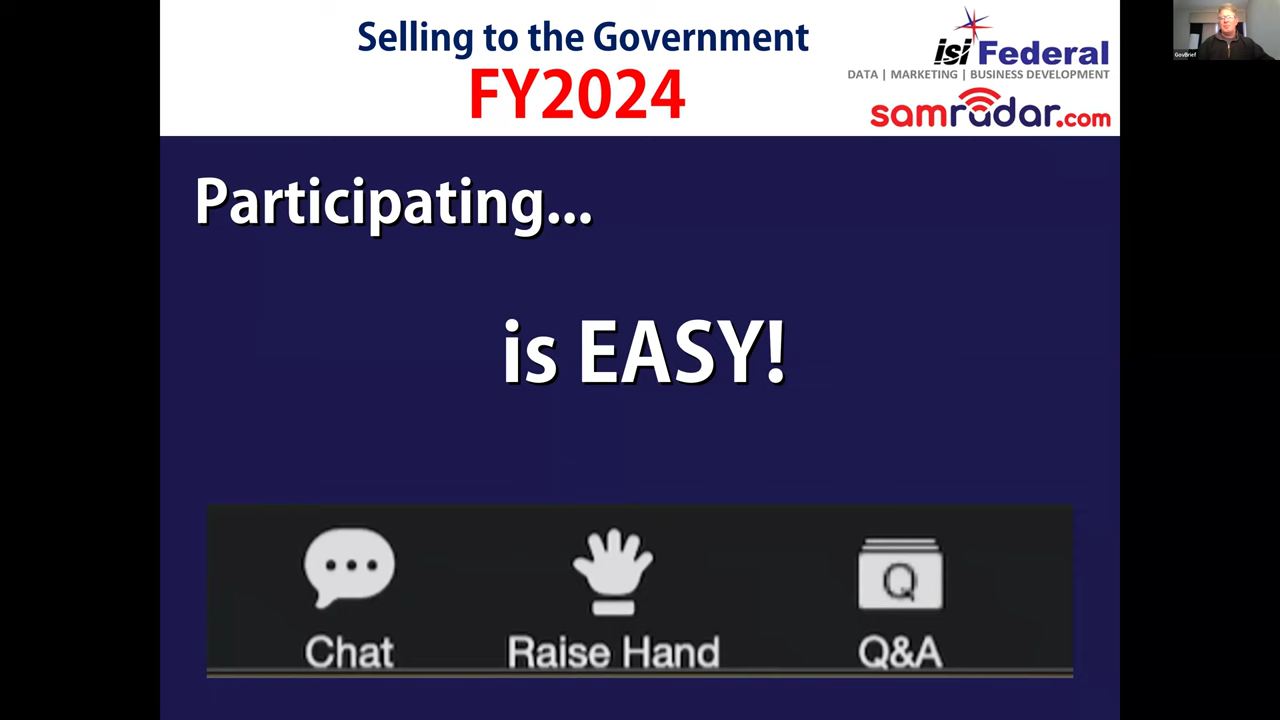 Selling to the Government
FY2024
isi Federal
DATA | MARKETING | BUSINESS DEVELOPMENT
samradar.com
GovBrief
Participating...
is EASY!
Q
Chat
Raise Hand
Q&A